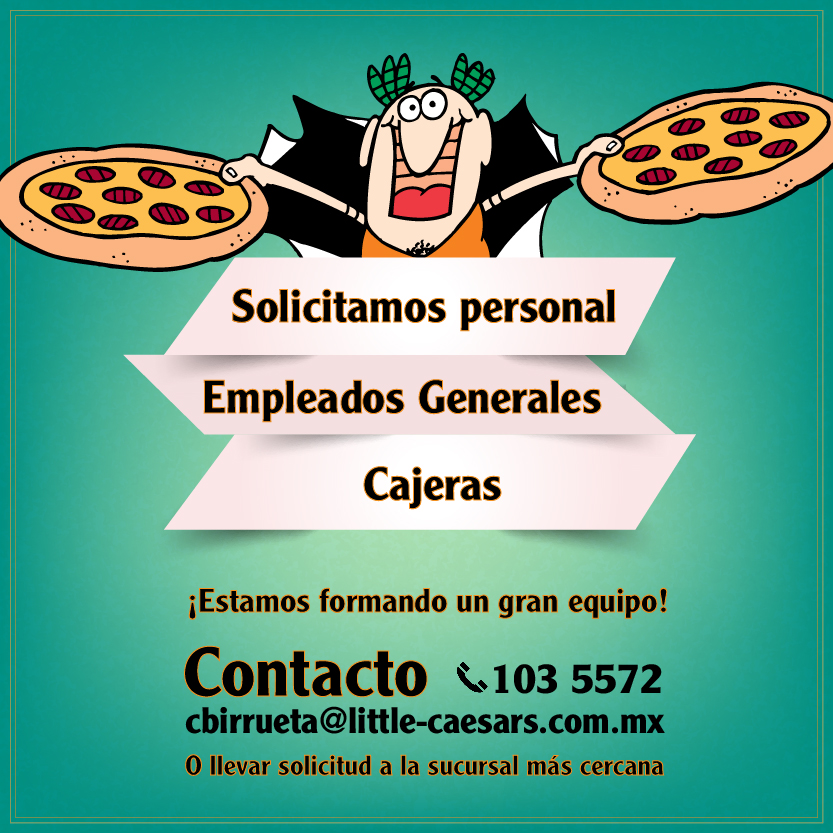 Solicitamos personal
Empleados Generales
Cajeras
¡Estamos formando un gran equipo!
Contacto 103 5572
cbirrueta@little-caesars.com.mx
O llevar solicitud a la sucursal más cercana